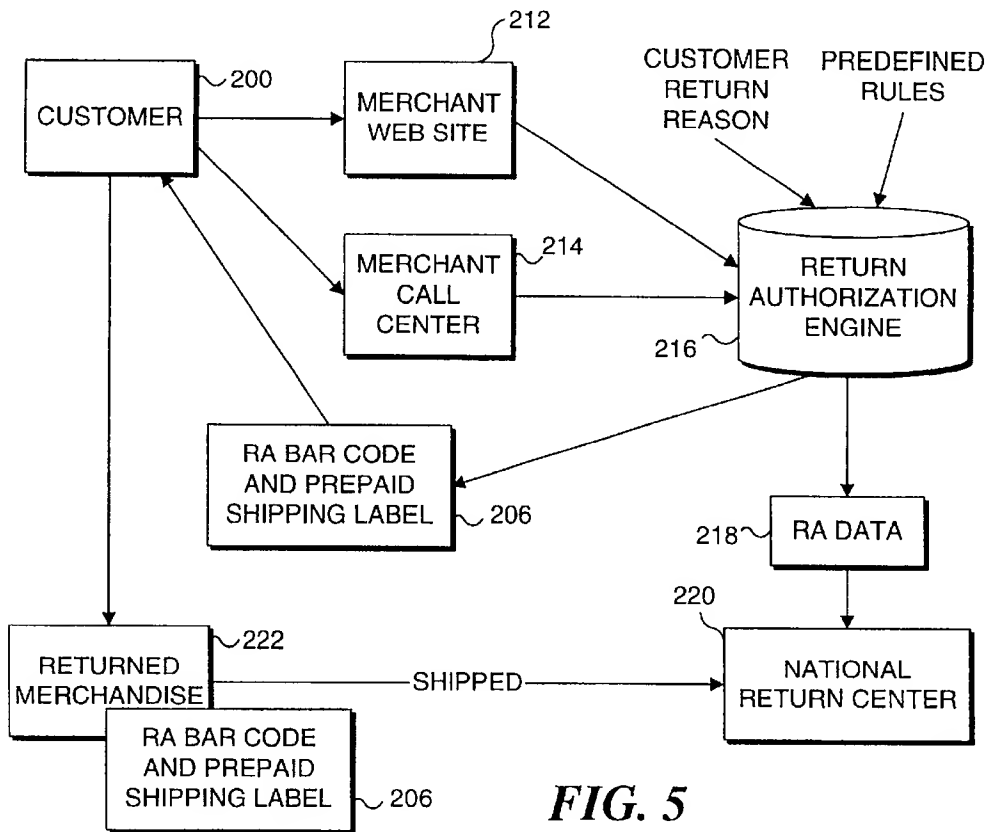 212
CUSTOMER
RETURN
REASON
PREDEFINED
RULES
200
CUSTOMER
MERCHANT
WEB SITE
214
MERCHANT
CALL
CENTER
RETURN
AUTHORIZATION
ENGINE
216
RA BAR CODE
AND PREPAID
SHIPPING LABEL
206
218
RA DATA
220
222
RETURNED
MERCHANDISE
SHIPPED
NATIONAL
RETURN CENTER
RA BAR CODE
AND PREPAID
SHIPPING LABEL
206
FIG. 5